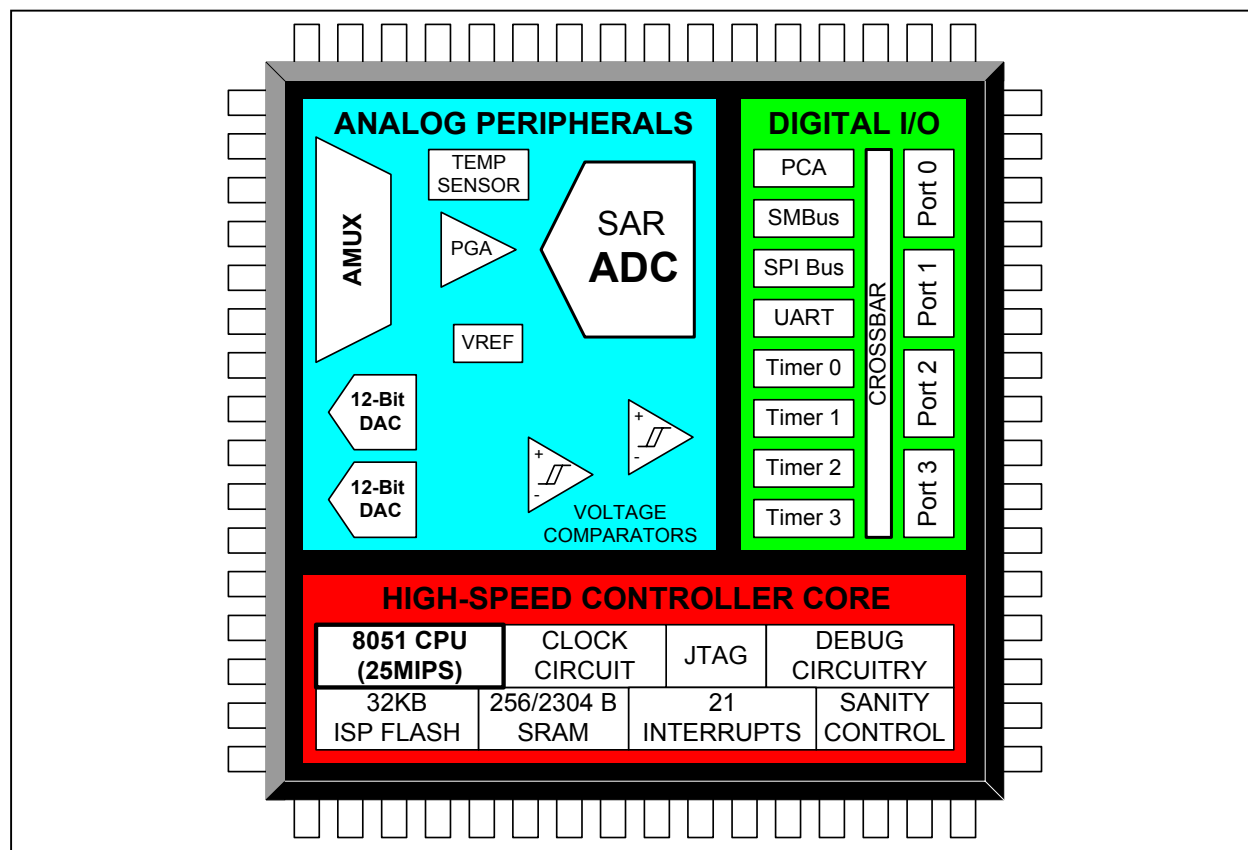 ANALOG PERIPHERALS
AMUX
TEMP
SENSOR
PGA
SAR
ADC
VREF
12-Bit
DAC
12-Bit
DAC
+
-
+
-
VOLTAGE
COMPARATORS
DIGITAL I/O
PCA
SMBus
SPI Bus
UART
Timer 0
Timer 1
Timer 2
Timer 3
CROSSBAR
Port 0
Port 1
Port 2
Port 3
HIGH-SPEED CONTROLLER CORE
8051 CPU
(25MIPS)
CLOCK
CIRCUIT
JTAG
DEBUG
CIRCUITRY
32KB
ISP FLASH
256/2304 B
SRAM
21
INTERRUPTS
SANITY
CONTROL